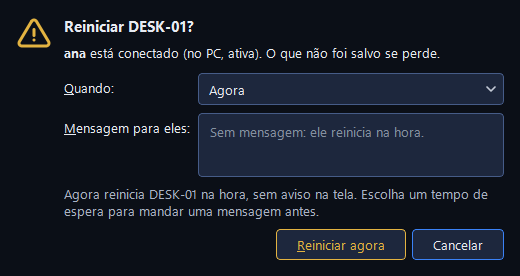 Reiniciar DESK-01?
ana está conectado (no PC, ativa). O que não foi salvo se perde.
Quando:
Agora
Mensagem para eles:
Sem mensagem: ele reinicia na hora.
Agora reinicia DESK-01 na hora, sem aviso na tela. Escolha um tempo de
espera para mandar uma mensagem antes.
Reiniciar agora
Cancelar